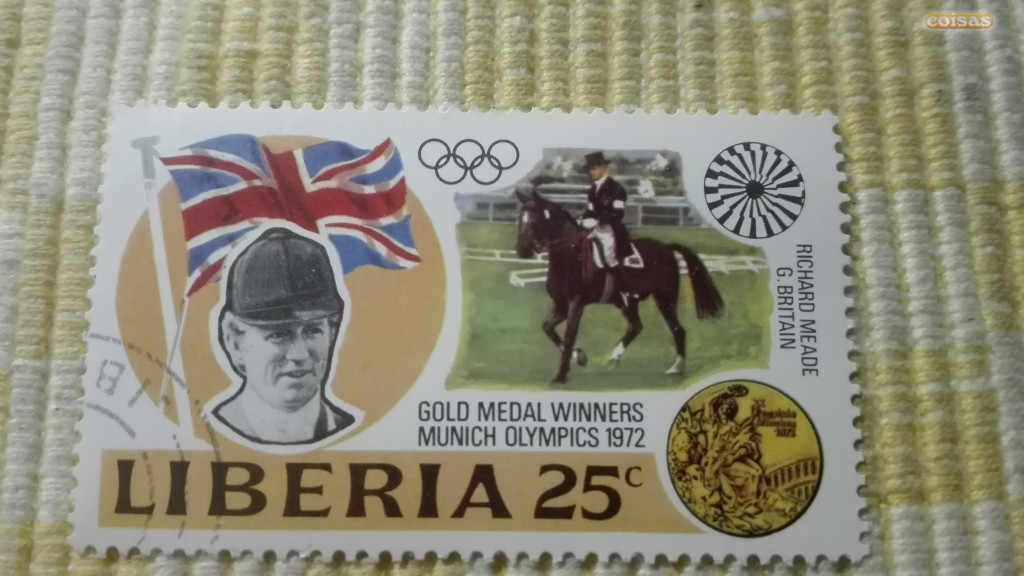 coisas
RICHARD MEADE
G. BRITAIN
GOLD MEDAL WINNERS
MUNICH OLYMPICS 1972
LIBERIA 25c